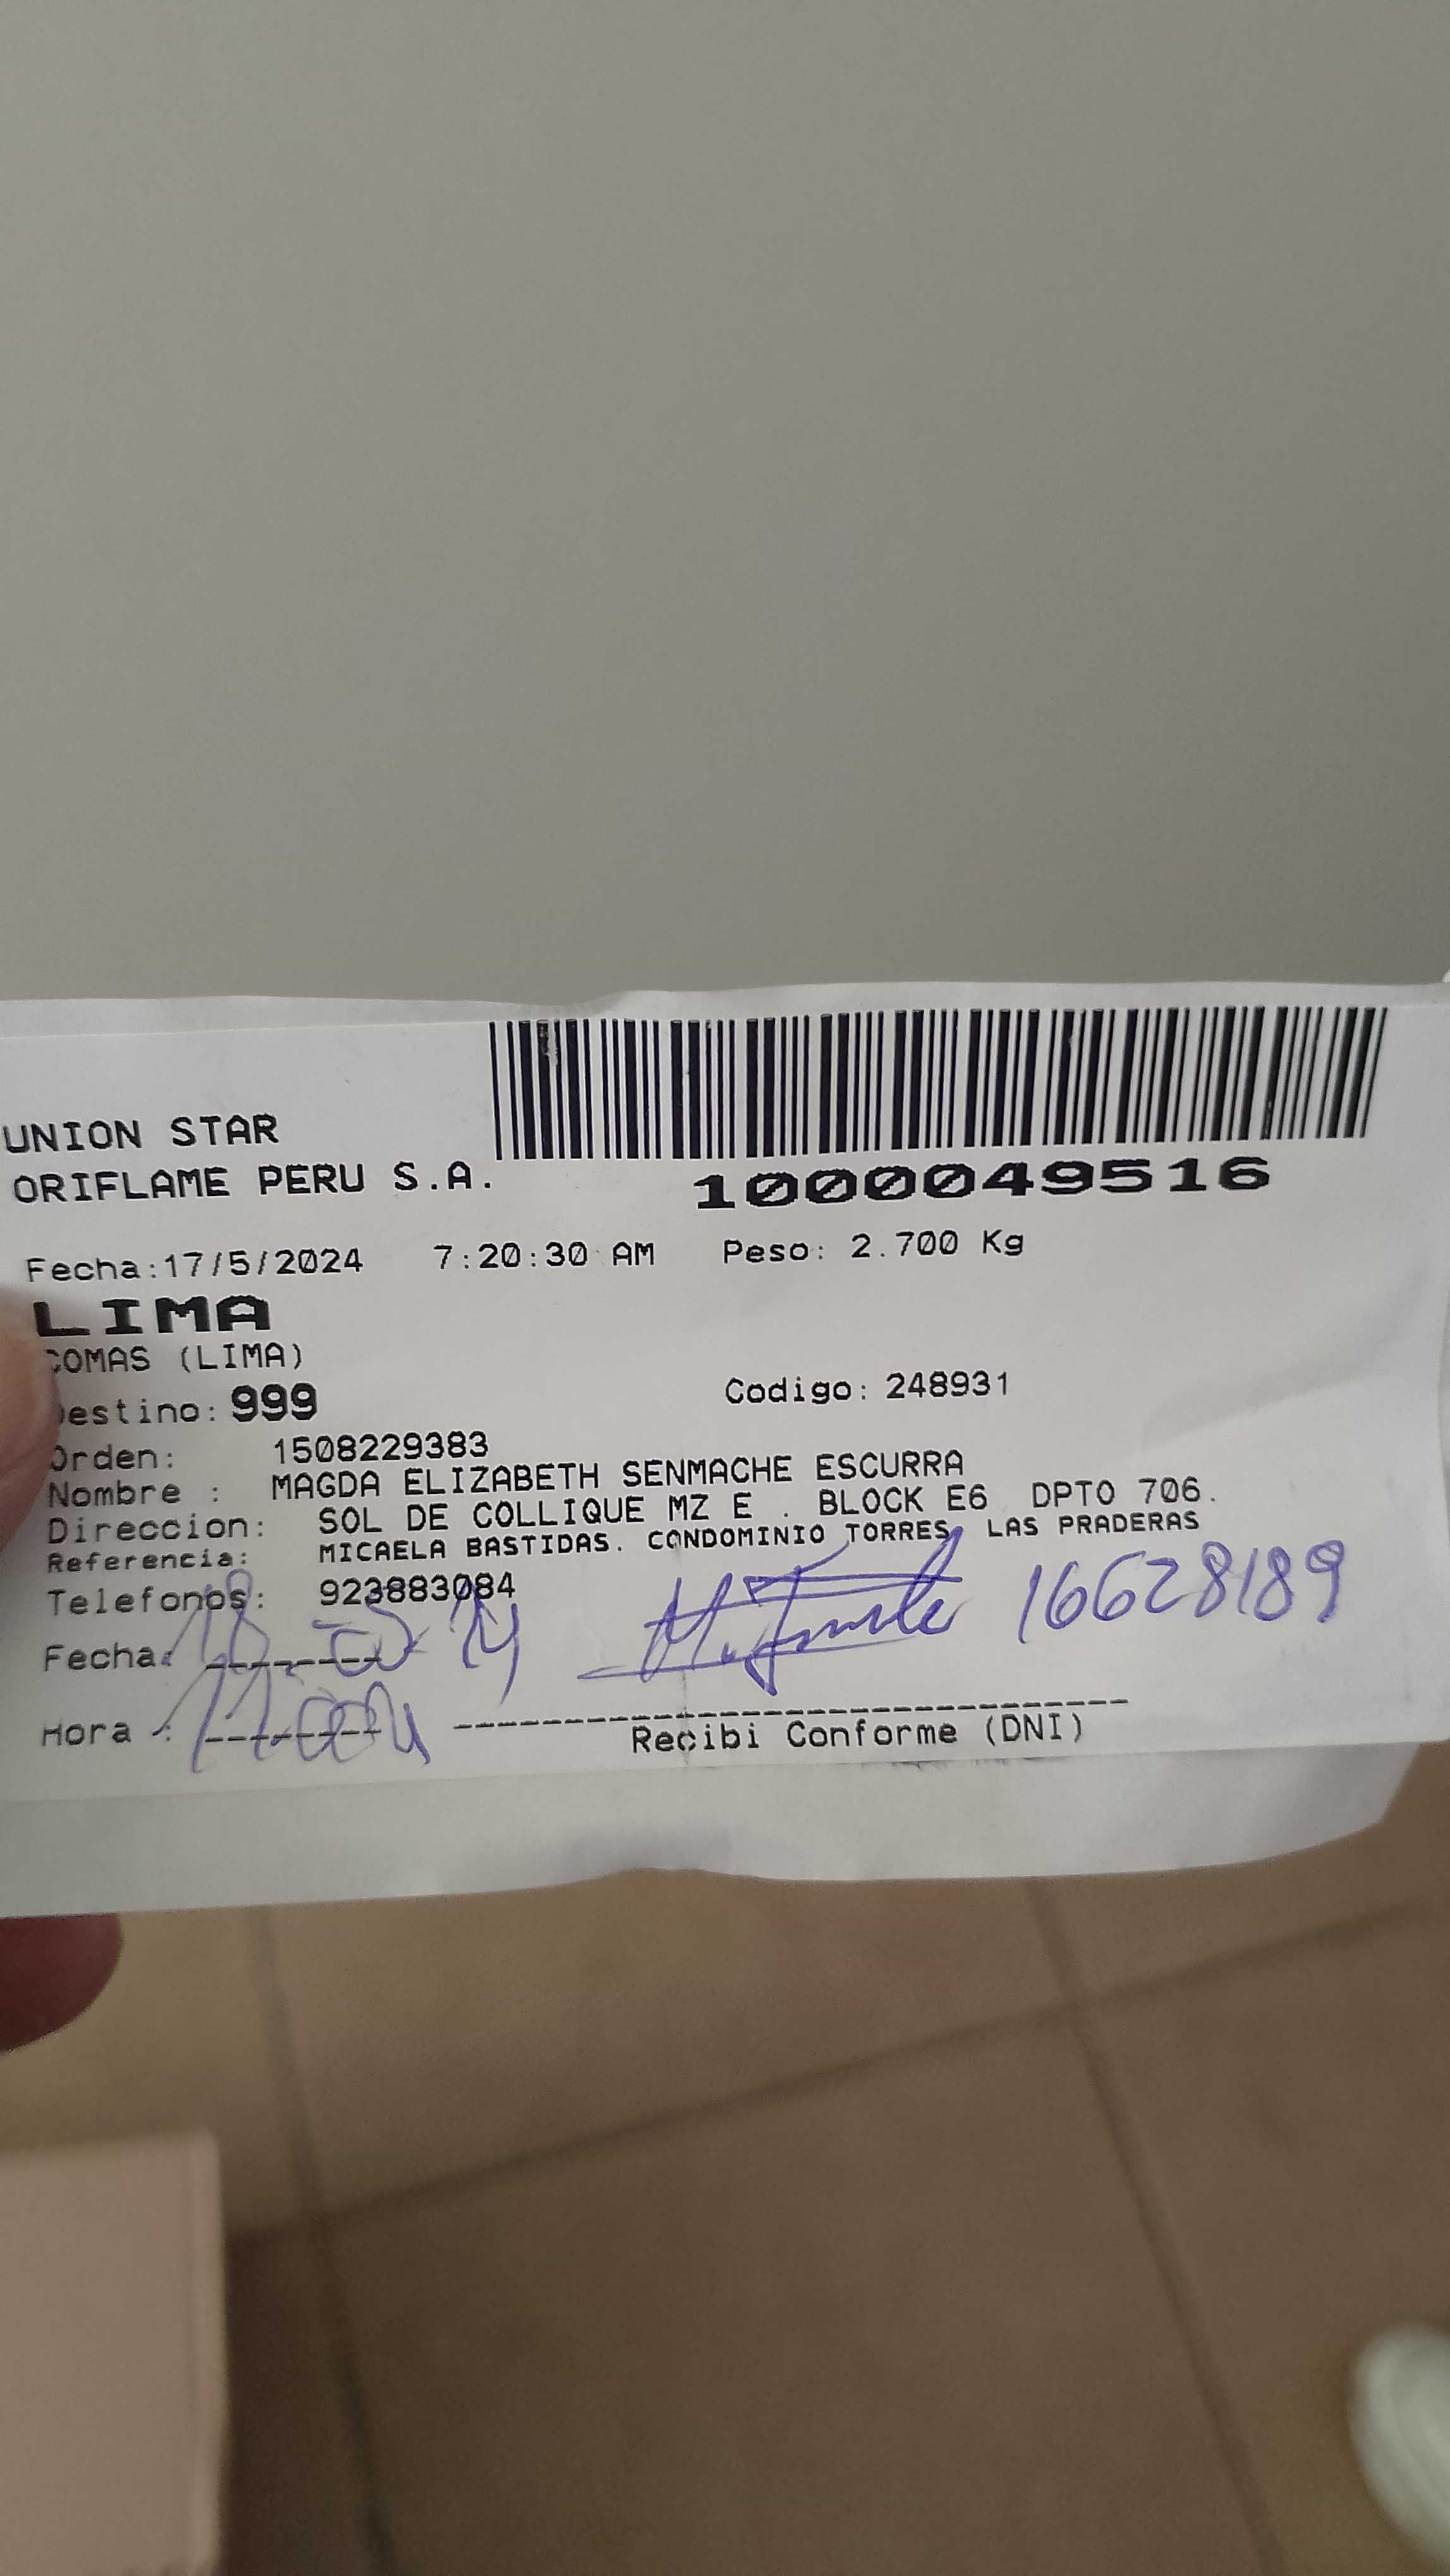 UNION STAR
ORIFLAME PERU S.A.
1000049516
Fecha:17/5/2024 7:20:30 AM Peso: 2.700 Kg
LIMA
COMAS (LIMA)
Destino: 999 Codigo: 248931
Orden: 1508229383
Nombre : MAGDA ELIZABETH SENMACHE ESCURRA
Direccion: SOL DE COLLIQUE MZ E . BLOCK E6 DPTO 706.
Referencia: MICAELA BASTIDAS. CONDOMINIO TORRES LAS PRADERAS
Telefonos: 923883084
16628189
Fecha:
Hora :
Recibi Conforme (DNI)